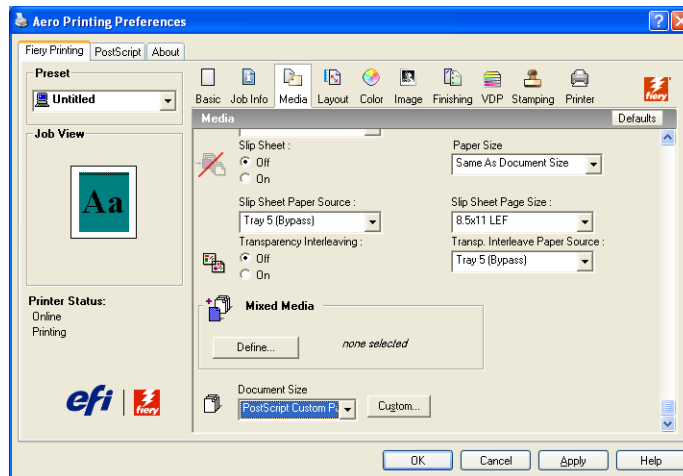 Aero Printing Preferences
Fiery Printing PostScript About
Preset
Untitled
Job View
Aa
Printer Status:
Online
Printing
efi fiery
Basic Job Info Media Layout Color Image Finishing VDP Stamping Printer
fiery
Media Defaults
Slip Sheet : Paper Size
Off Same As Document Size
On
Slip Sheet Paper Source : Slip Sheet Page Size :
Tray 5 (Bypass) 8.5x11 LEF
Transparency Interleaving : Transp. Interleave Paper Source :
Off Tray 5 (Bypass)
On
Mixed Media
Define... none selected
Document Size
PostScript Custom Custom...
OK Cancel Apply Help